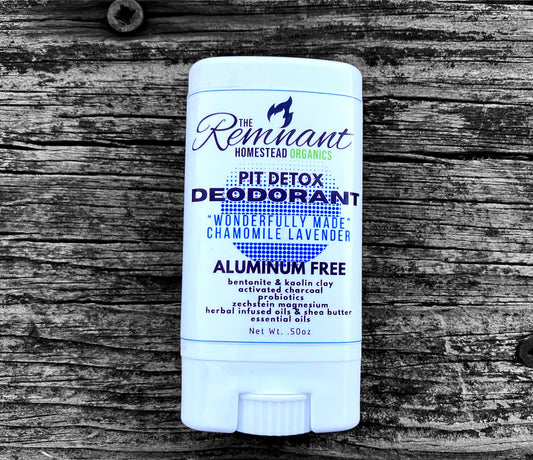 THE
Remnant
HOMESTEAD ORGANICS
PIT DETOX
DEODORANT
"WONDERFULLY MADE"
CHAMOMILE LAVENDER
ALUMINUM FREE
bentonite & kaolin clay
activated charcoal
probiotics
zechstein magnesium
herbal infused oils & shea butter
essential oils
Net Wt. .50oz